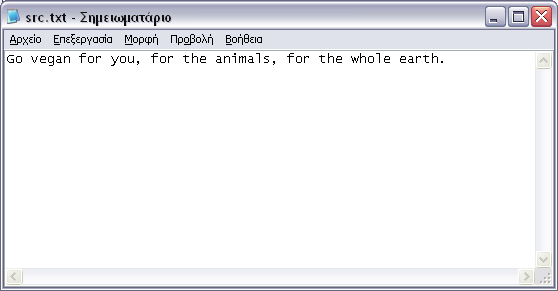 src.txt - Σημειωματάριο
Αρχείο Επεξεργασία Μορφή Προβολή Βοήθεια
Go vegan for you, for the animals, for the whole earth.